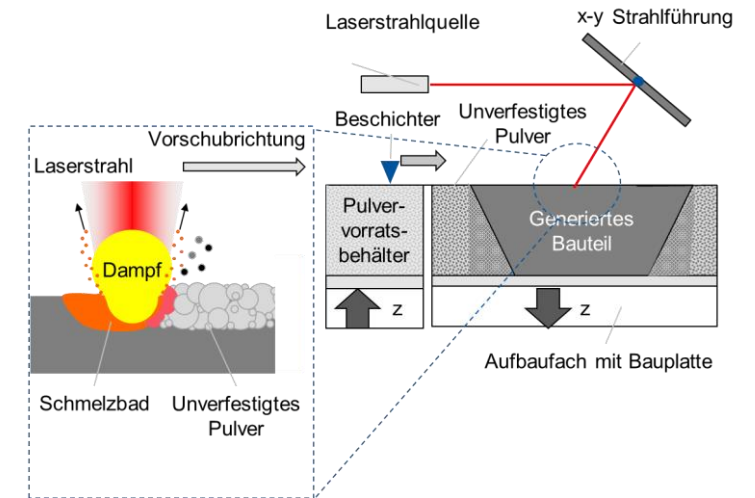 x-y Strahlführung
Laserstrahlquelle
Beschichter
Unverfestigtes
Pulver
Vorschubrichtung
Laserstrahl
Dampf
Schmelzbad
Unverfestigtes
Pulver
Pulver-
vorrats-
behälter
Generiertes
Bauteil
z
z
Aufbaufach mit Bauplatte